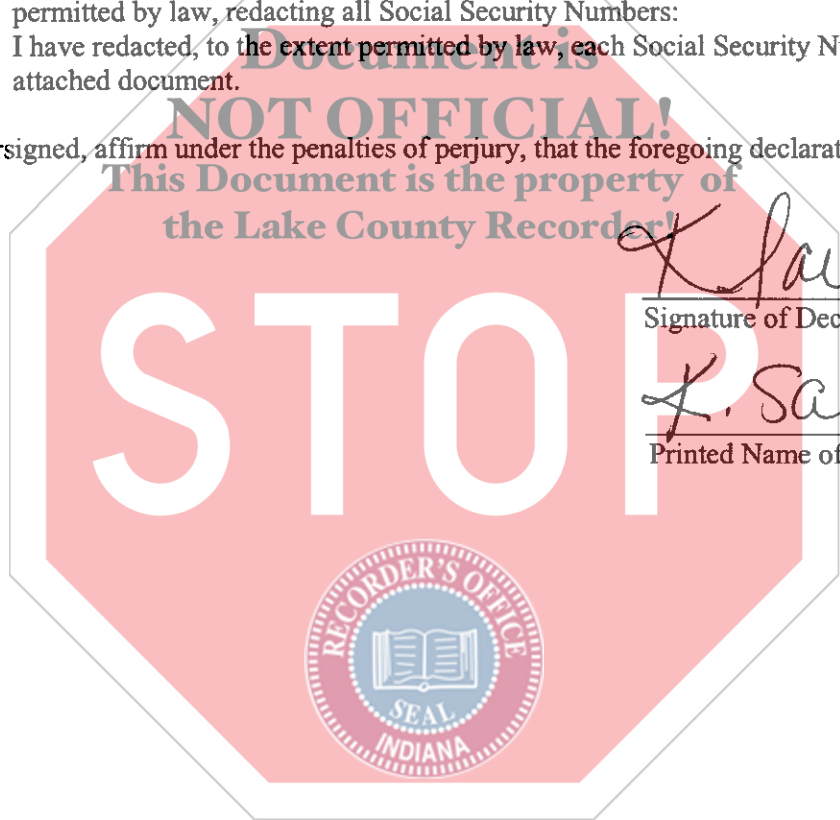 permitted by law, redacting all Social Security Numbers:
I have redacted, to the extent permitted by law, each Social Security N
attached document.
Document is
NOT OFFICIAL!
rsigned, affirm under the penalties of perjury, that the foregoing declarat
This Document is the property of
the Lake County Recorder!
STOP
Signature of Dec
K. Sa
Printed Name of
RECORDER'S OFFICE
SEAL
INDIANA